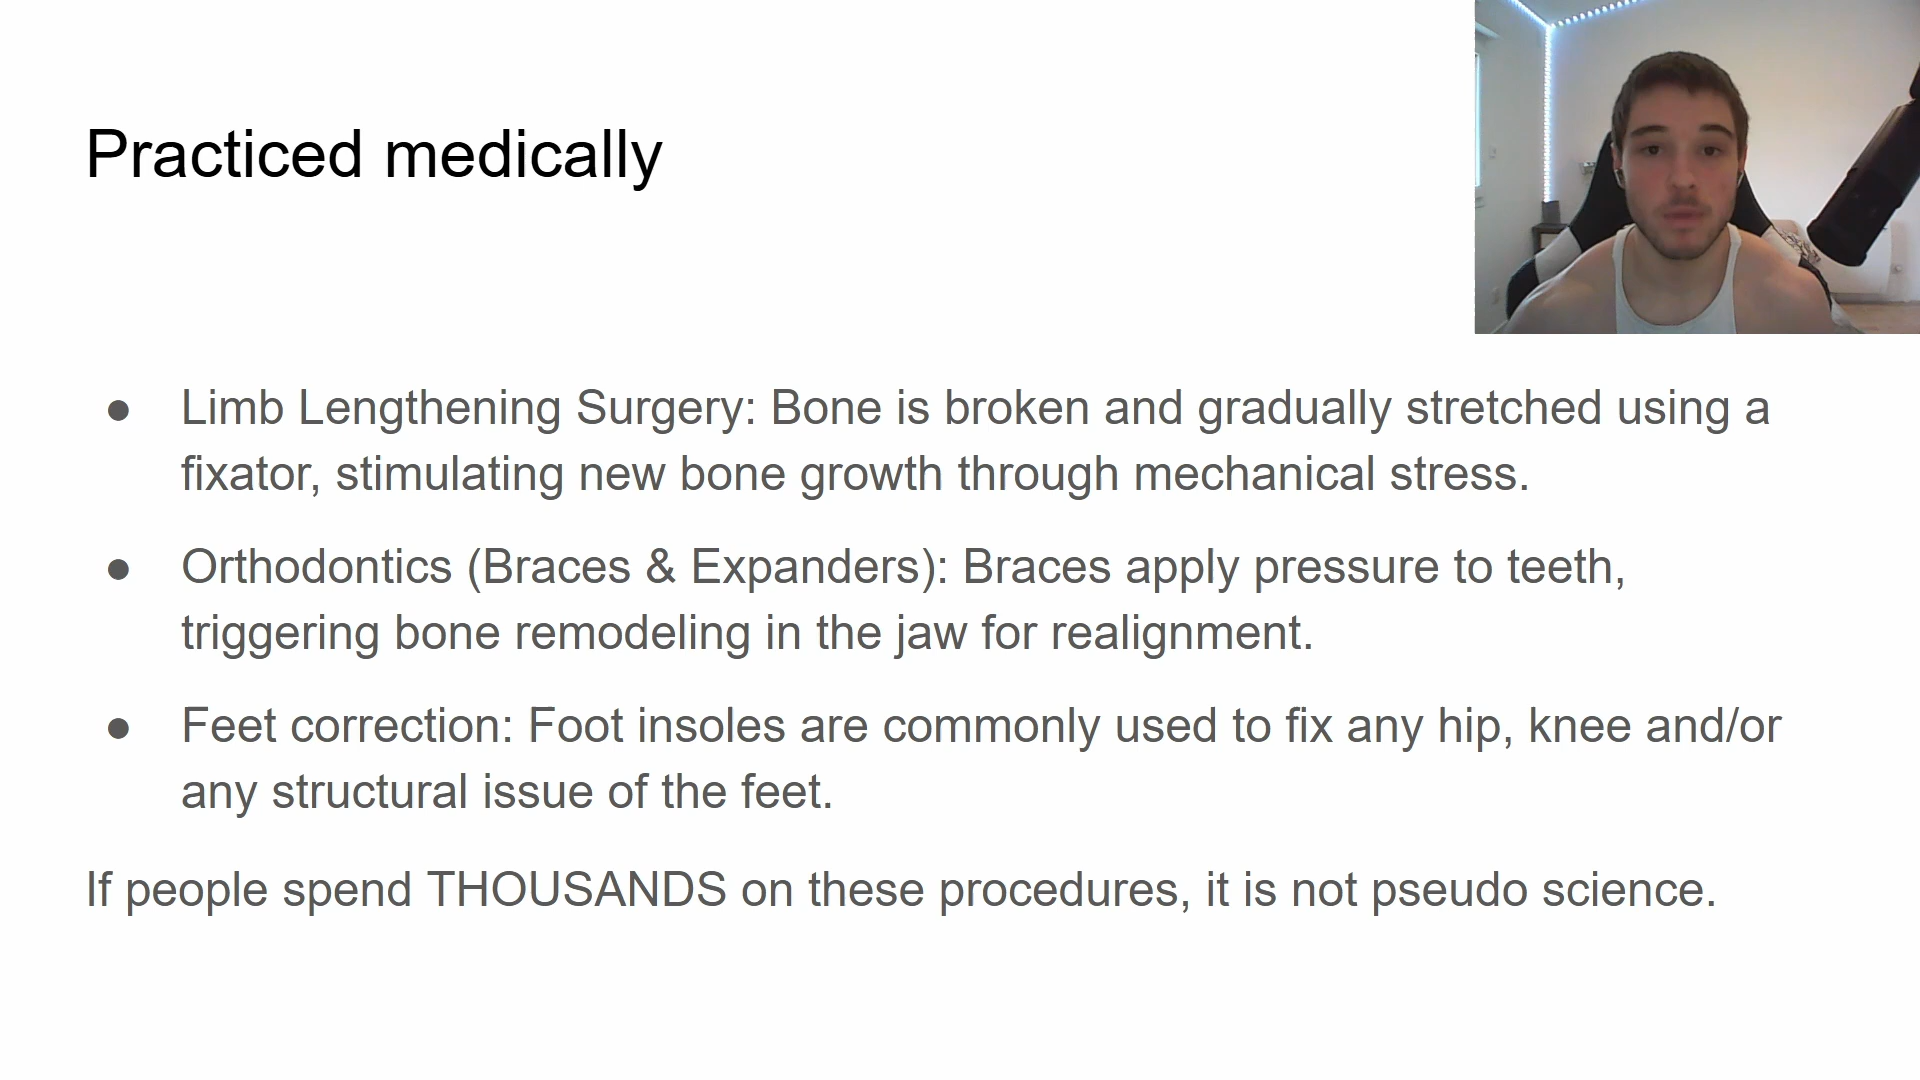 Practiced medically
● Limb Lengthening Surgery: Bone is broken and gradually stretched using a
fixator, stimulating new bone growth through mechanical stress.
● Orthodontics (Braces & Expanders): Braces apply pressure to teeth,
triggering bone remodeling in the jaw for realignment.
● Feet correction: Foot insoles are commonly used to fix any hip, knee and/or
any structural issue of the feet.
If people spend THOUSANDS on these procedures, it is not pseudo science.